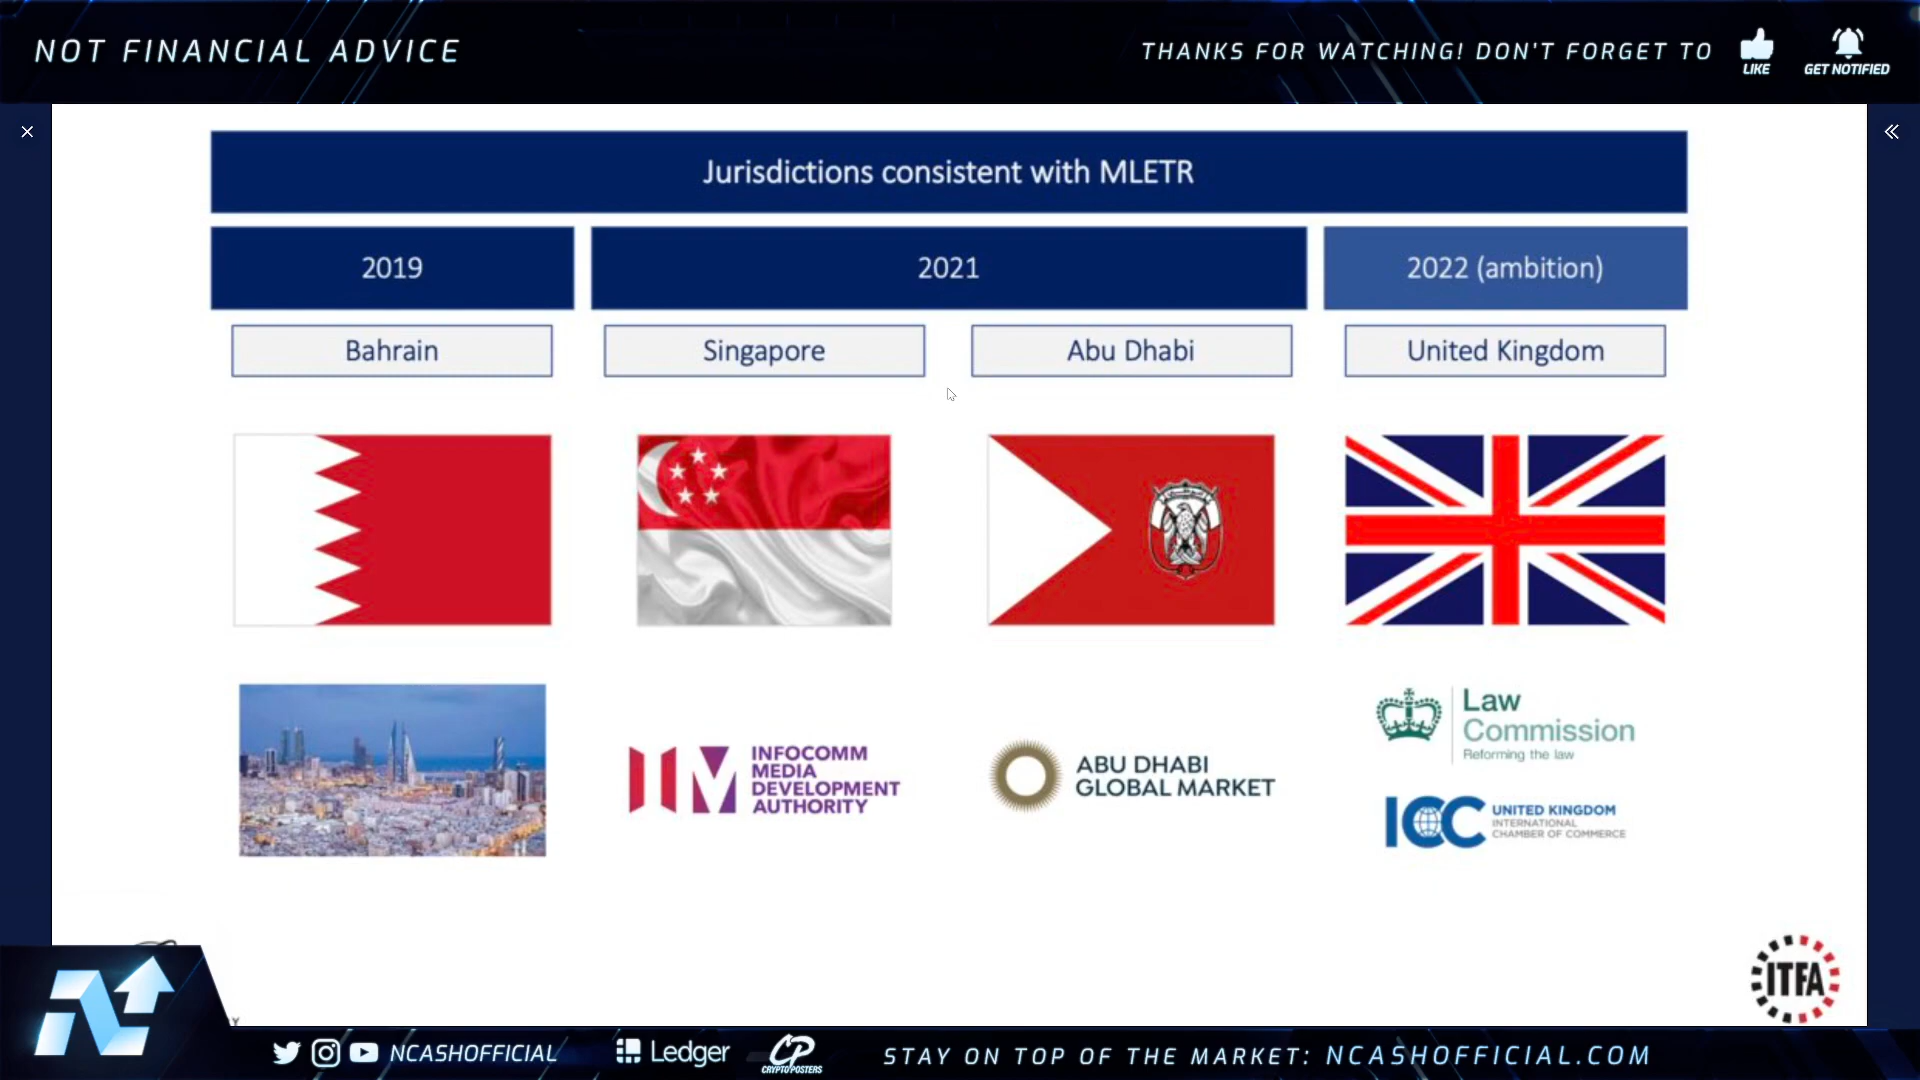 NOT FINANCIAL ADVICE
THANKS FOR WATCHING! DON'T FORGET TO
LIKE
GET NOTIFIED
Jurisdictions consistent with MLETR
2019
2021
2022 (ambition)
Bahrain
Singapore
Abu Dhabi
United Kingdom
INFOCOMM
MEDIA
DEVELOPMENT
AUTHORITY
ABU DHABI
GLOBAL MARKET
Law
Commission
Reforming the law
ICC
UNITED KINGDOM
INTERNATIONAL
CHAMBER OF COMMERCE
ITFA
NCASHOFFICIAL
Ledger
CP
CRYPTOPOSTERS
STAY ON TOP OF THE MARKET: NCASHOFFICIAL.COM